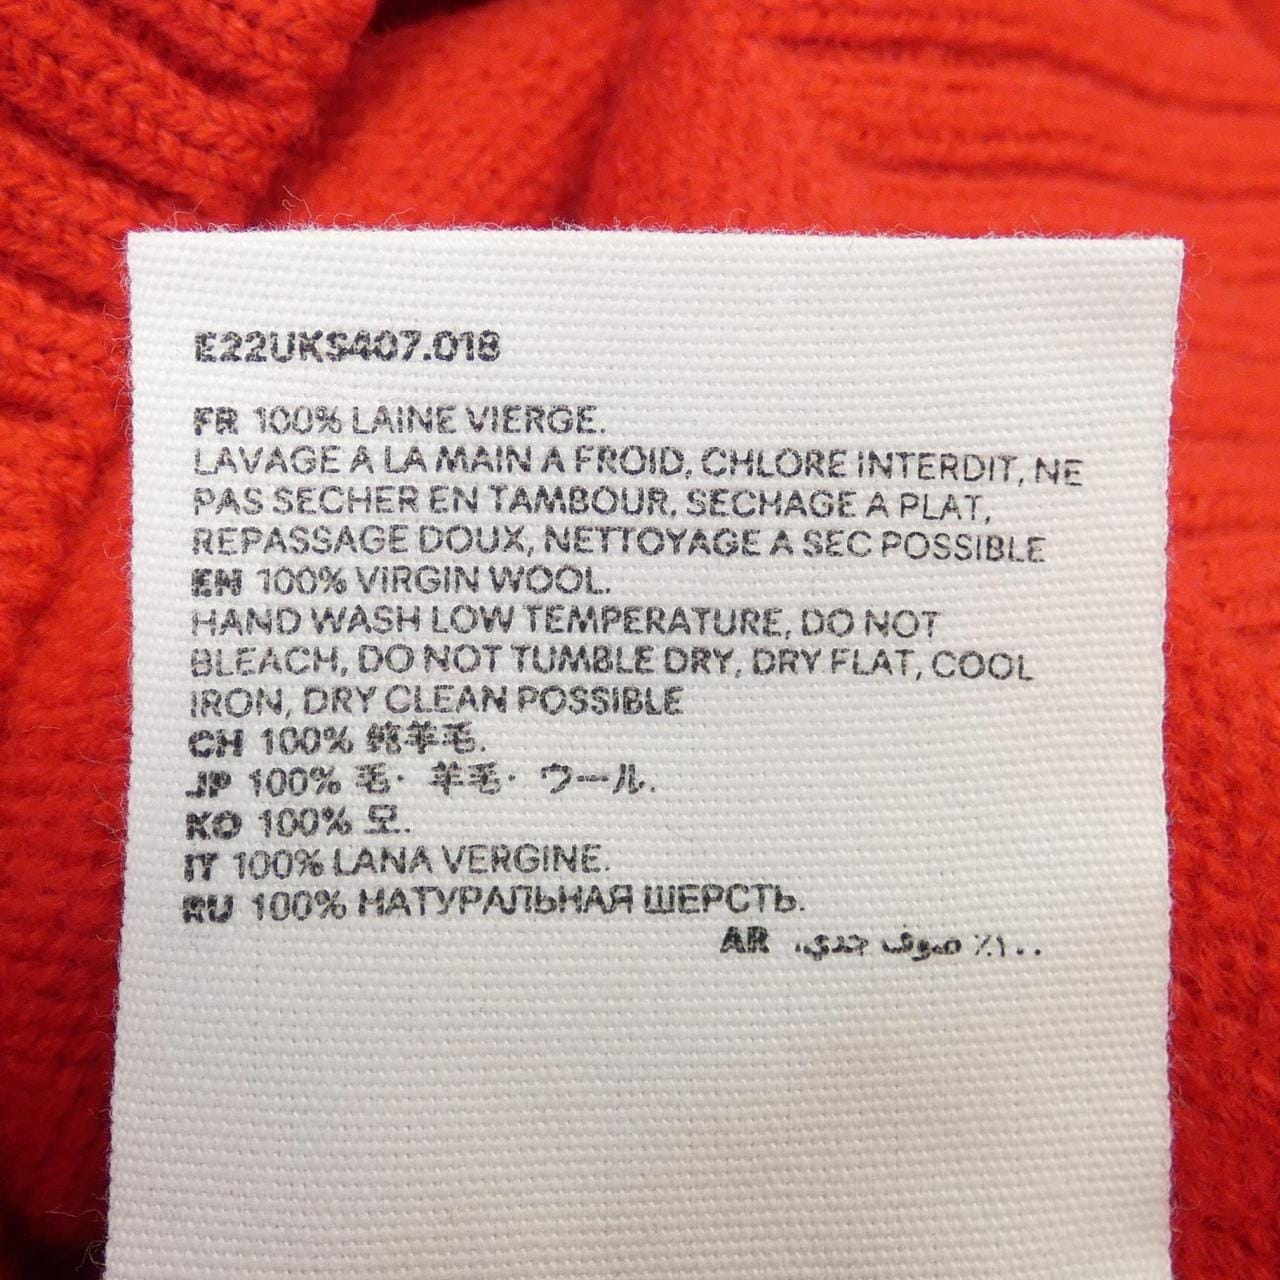 E22UKS407.018
FR 100% LAINE VIERGE.
LAVAGE A LA MAIN A FROID, CHLORE INTERDIT, NE
PAS SECHER EN TAMBOUR, SECHAGE A PLAT,
REPASSAGE DOUX, NETTOYAGE A SEC POSSIBLE
EN 100% VIRGIN WOOL.
HAND WASH LOW TEMPERATURE, DO NOT
BLEACH, DO NOT TUMBLE DRY, DRY FLAT, COOL
IRON, DRY CLEAN POSSIBLE
CH 100% 纯羊毛.
JP 100% 毛· 羊毛· ウール.
KO 100% 모.
IT 100% LANA VERGINE.
RU 100% НАТУРАЛЬНАЯ ШЕРСТЬ.
AR ١٠٠٪ صوف جدي.